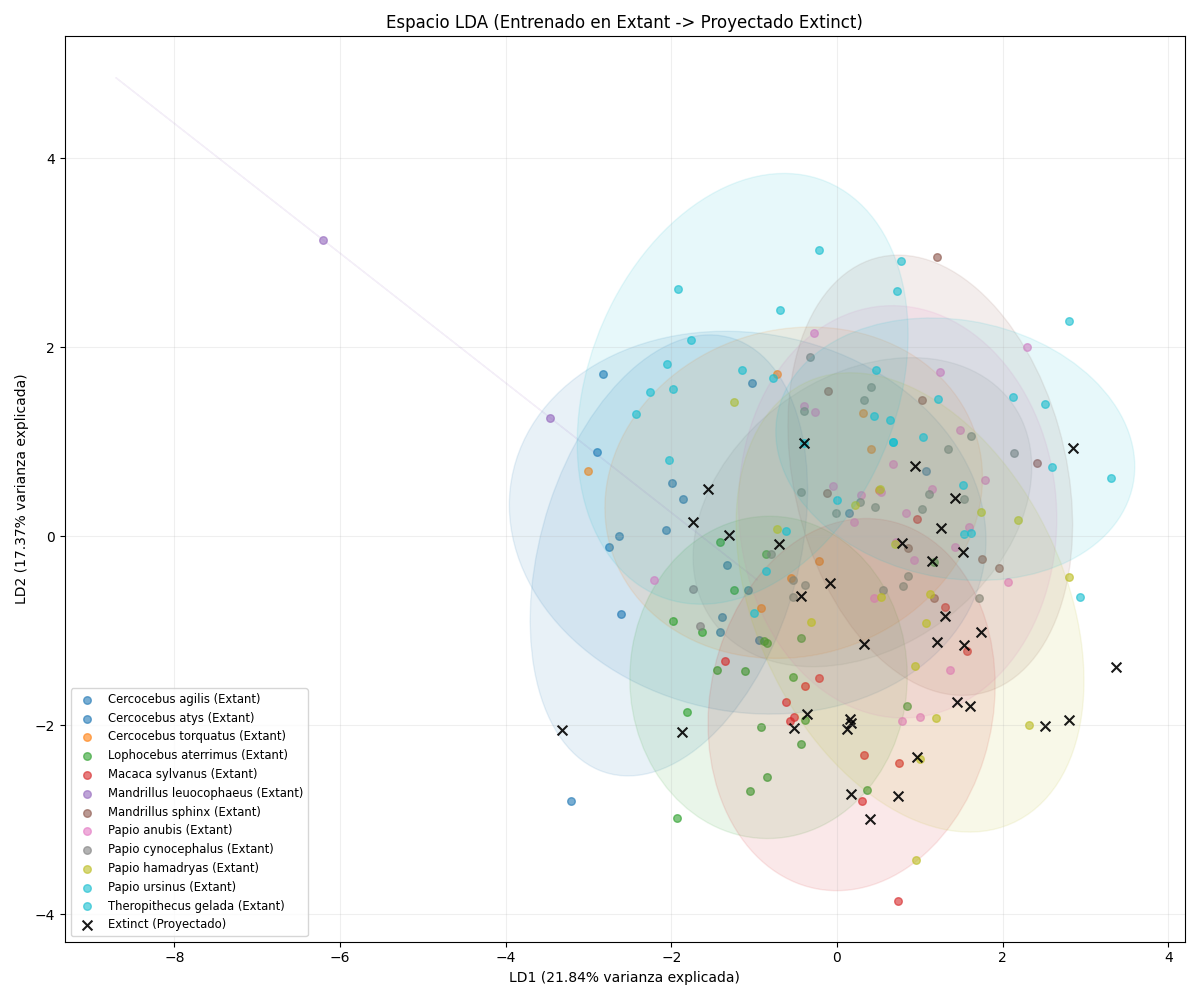 Espacio LDA (Entrenado en Extant -> Proyectado Extinct)
4
2
0
−2
−4
LD2 (17.37% varianza explicada)
Cercocebus agilis (Extant)
Cercocebus atys (Extant)
Cercocebus torquatus (Extant)
Lophocebus aterrimus (Extant)
Macaca sylvanus (Extant)
Mandrillus leucophaeus (Extant)
Mandrillus sphinx (Extant)
Papio anubis (Extant)
Papio cynocephalus (Extant)
Papio hamadryas (Extant)
Papio ursinus (Extant)
Theropithecus gelada (Extant)
Extinct (Proyectado)
−8 −6 −4 −2 0 2 4
LD1 (21.84% varianza explicada)